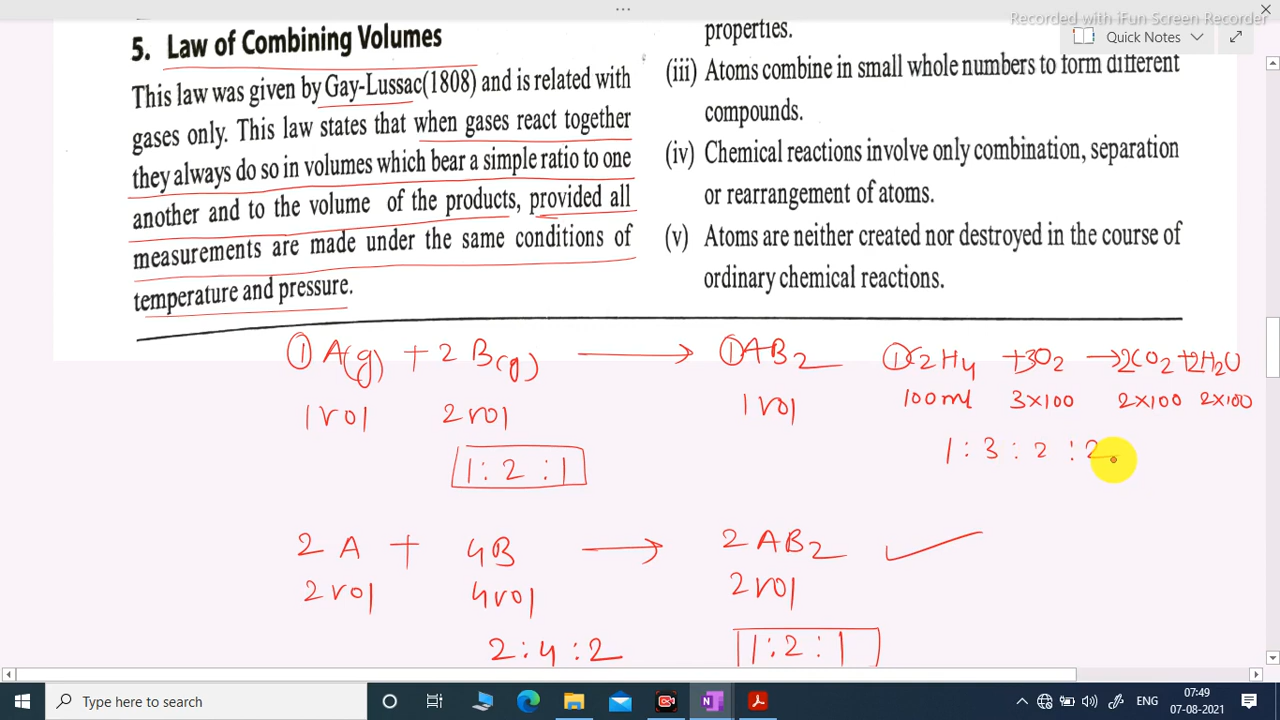 Recorded with iFun Screen Recorder
Quick Notes
5. Law of Combining Volumes
This law was given by Gay-Lussac(1808) and is related with
gases only. This law states that when gases react together
they always do so in volumes which bear a simple ratio to one
another and to the volume of the products, provided all
measurements are made under the same conditions of
temperature and pressure.
properties.
(iii) Atoms combine in small whole numbers to form different
compounds.
(iv) Chemical reactions involve only combination, separation
or rearrangement of atoms.
(v) Atoms are neither created nor destroyed in the course of
ordinary chemical reactions.
① A(g) + 2 B(g) → ① AB2
1 vol 2 vol 1 vol
1 : 2 : 1
① C2H4 + 3O2 → 2CO2 + 2H2O
100 ml 3×100 2×100 2×100
1 : 3 : 2 : 2
2 A + 4B → 2 AB2
2 vol 4 vol 2 vol
2 : 4 : 2 1 : 2 : 1
Type here to search
ENG
07:49
07-08-2021